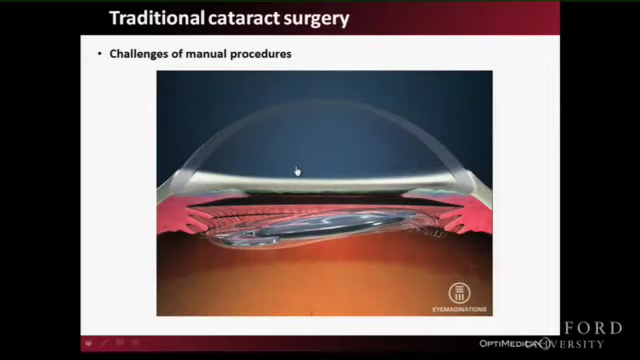 Traditional cataract surgery
• Challenges of manual procedures
EYEMAGINATIONS
OPTIMEDICA
FORD
UNIVERSITY